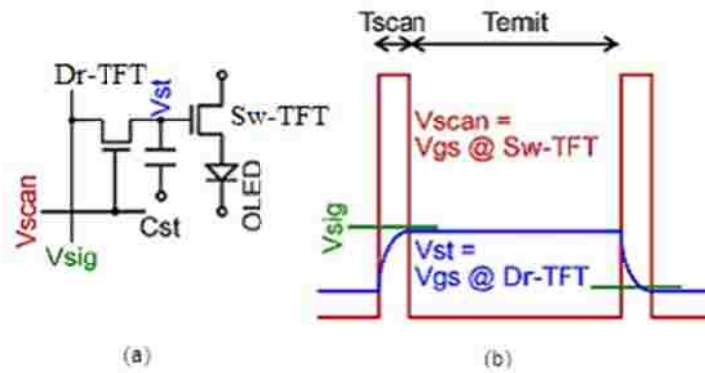 Tscan
Temit
Dr-TFT
Vst
Sw-TFT
OLED
Vscan
Vsig
Cst
Vscan =
Vgs @ Sw-TFT
Vsig
Vst =
Vgs @ Dr-TFT
(a)
(b)